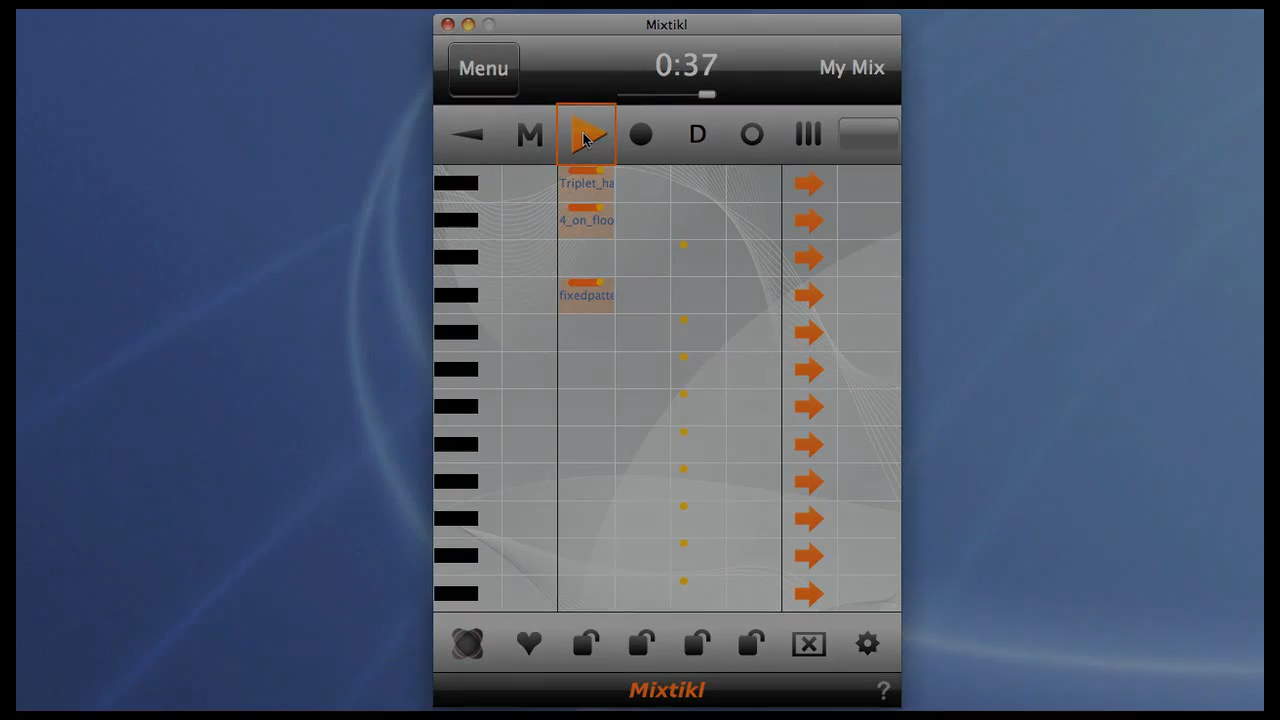 Mixtikl
Menu
0:37
My Mix
M
D
Triplet_ha
4_on_floo
fixedpatte
Mixtikl
?